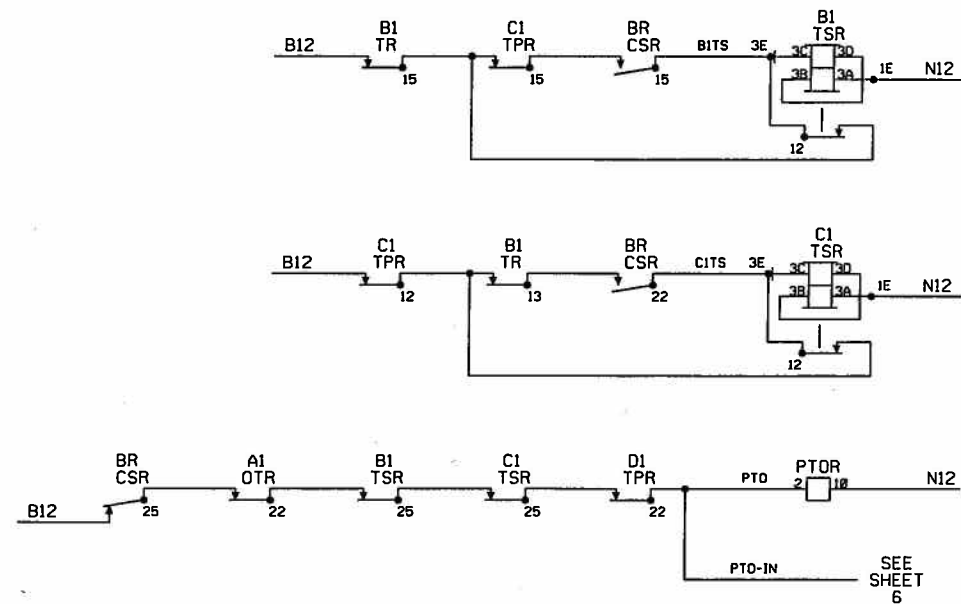 B12
B1
TR
15
C1
TPR
15
BR
CSR
15
B1TS
3E
B1
TSR
3C
3D
3B
3A
1E
N12
12
B12
C1
TPR
12
B1
TR
13
BR
CSR
22
C1TS
3E
C1
TSR
3C
3D
3B
3A
1E
N12
12
B12
BR
CSR
25
A1
OTR
22
B1
TSR
25
C1
TSR
25
D1
TPR
22
PTO
PTOR
2
10
N12
PTO-IN
SEE
SHEET
6